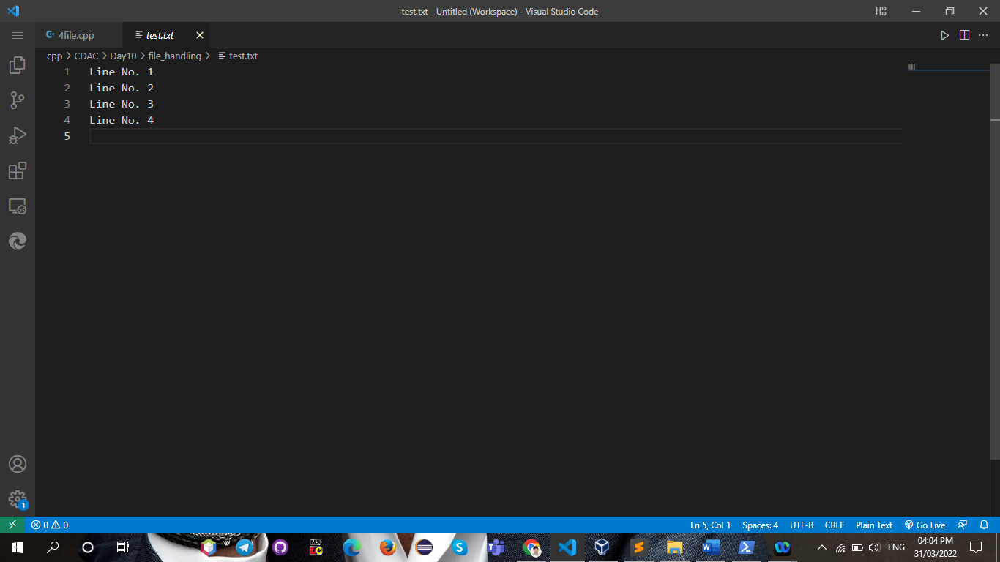 test.txt - Untitled (Workspace) - Visual Studio Code
4file.cpp test.txt
cpp > CDAC > Day10 > file_handling > test.txt
1 Line No. 1
2 Line No. 2
3 Line No. 3
4 Line No. 4
5
1
0 0 Ln 5, Col 1 Spaces: 4 UTF-8 CRLF Plain Text Go Live
MS
ENG 04:04 PM
31/03/2022